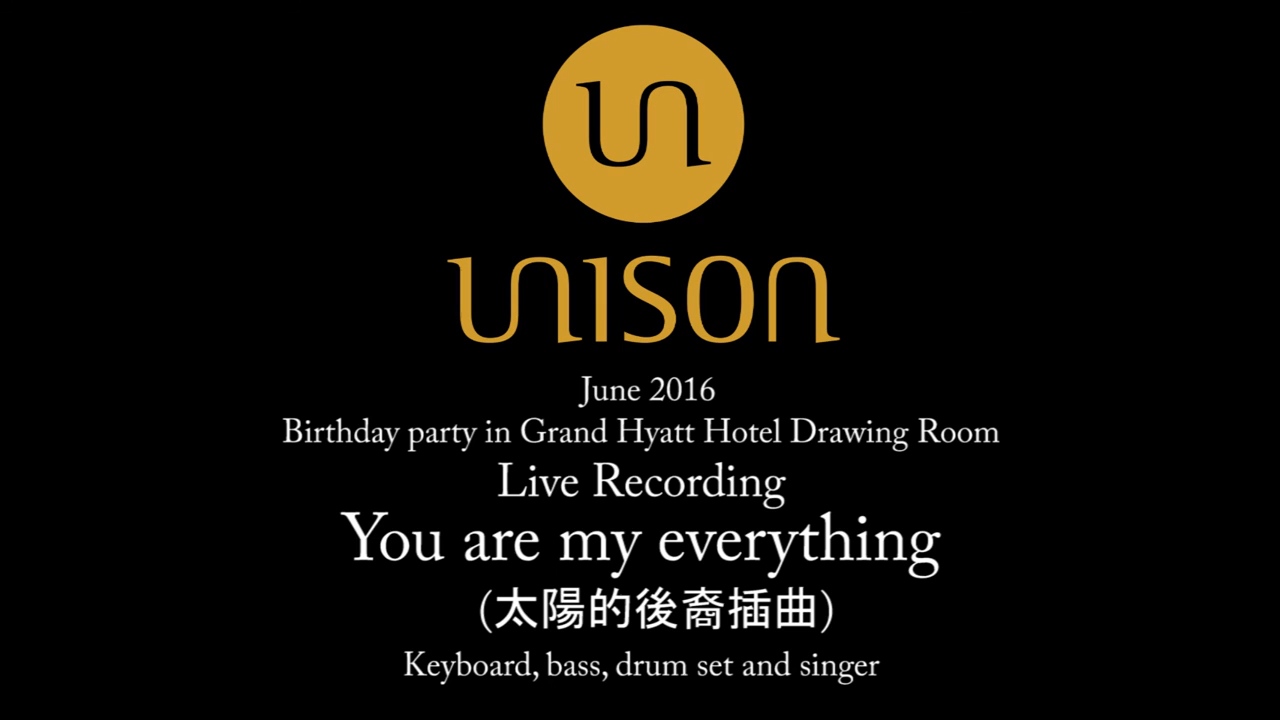 un
unison
June 2016
Birthday party in Grand Hyatt Hotel Drawing Room
Live Recording
You are my everything
(太陽的後裔插曲)
Keyboard, bass, drum set and singer